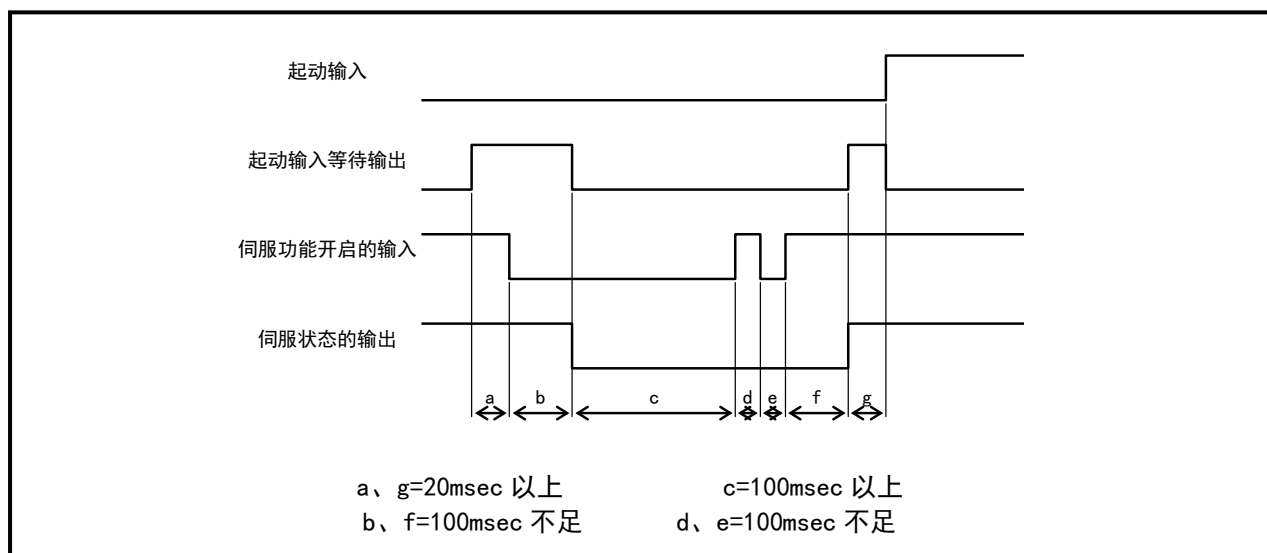 起动输入
起动输入等待输出
伺服功能开启的输入
伺服状态的输出
a b c d e f g
a、g=20msec 以上 c=100msec 以上
b、f=100msec 不足 d、e=100msec 不足